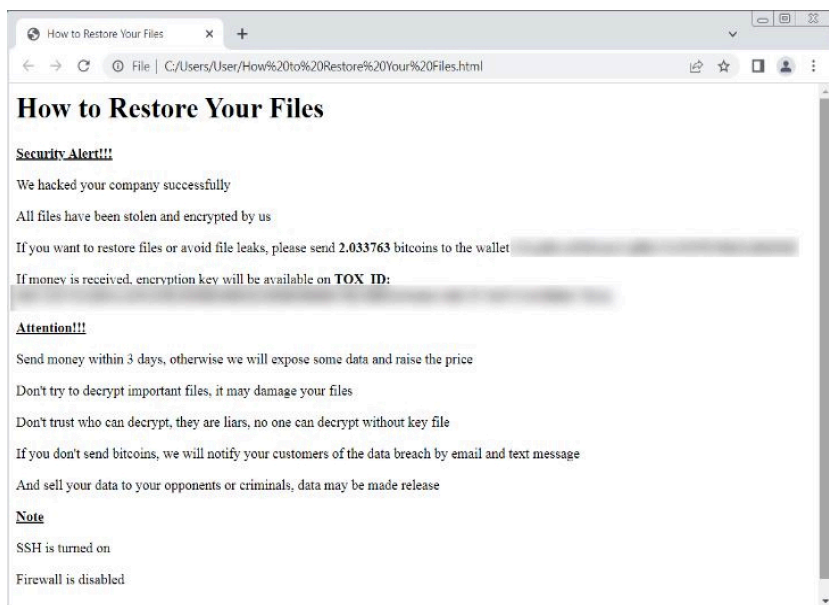 How to Restore Your Files
File | C:/Users/User/How%20to%20Restore%20Your%20Files.html
How to Restore Your Files
Security Alert!!!
We hacked your company successfully
All files have been stolen and encrypted by us
If you want to restore files or avoid file leaks, please send 2.033763 bitcoins to the wallet
If money is received, encryption key will be available on TOX_ID:
Attention!!!
Send money within 3 days, otherwise we will expose some data and raise the price
Don't try to decrypt important files, it may damage your files
Don't trust who can decrypt, they are liars, no one can decrypt without key file
If you don't send bitcoins, we will notify your customers of the data breach by email and text message
And sell your data to your opponents or criminals, data may be made release
Note
SSH is turned on
Firewall is disabled